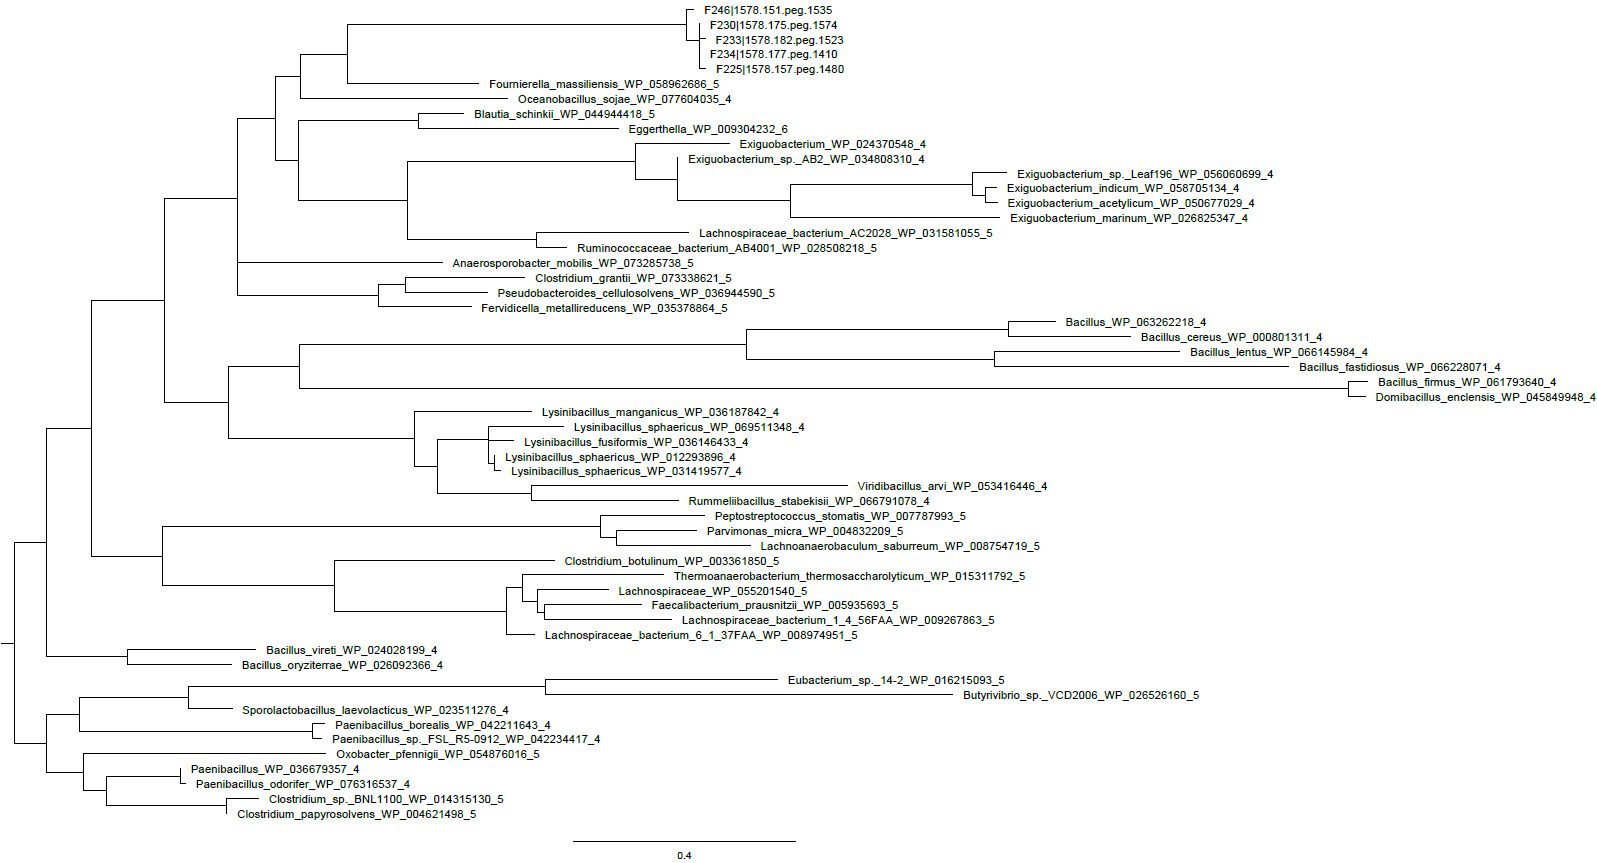 F246|1578.151.peg.1535
F230|1578.175.peg.1574
F233|1578.182.peg.1523
F234|1578.177.peg.1410
F225|1578.157.peg.1480
Fournierella_massiliensis_WP_058962686_5
Oceanobacillus_sojae_WP_077604035_4
Blautia_schinkii_WP_044944418_5
Eggerthella_WP_009304232_6
Exiguobacterium_WP_024370548_4
Exiguobacterium_sp._AB2_WP_034808310_4
Exiguobacterium_sp._Leaf196_WP_056060699_4
Exiguobacterium_indicum_WP_058705134_4
Exiguobacterium_acetylicum_WP_050677029_4
Exiguobacterium_marinum_WP_026825347_4
Lachnospiraceae_bacterium_AC2028_WP_031581055_5
Ruminococcaceae_bacterium_AB4001_WP_028508218_5
Anaerosporobacter_mobilis_WP_073285738_5
Clostridium_grantii_WP_073338621_5
Pseudobacteroides_cellulosolvens_WP_036944590_5
Fervidicella_metallireducens_WP_035378864_5
Bacillus_WP_063262218_4
Bacillus_cereus_WP_000801311_4
Bacillus_lentus_WP_066145984_4
Bacillus_fastidiosus_WP_066228071_4
Bacillus_firmus_WP_061793640_4
Domibacillus_enclensis_WP_045849948_4
Lysinibacillus_manganicus_WP_036187842_4
Lysinibacillus_sphaericus_WP_069511348_4
Lysinibacillus_fusiformis_WP_036146433_4
Lysinibacillus_sphaericus_WP_012293896_4
Lysinibacillus_sphaericus_WP_031419577_4
Viridibacillus_arvi_WP_053416446_4
Rummeliibacillus_stabekisii_WP_066791078_4
Peptostreptococcus_stomatis_WP_007787993_5
Parvimonas_micra_WP_004832209_5
Lachnoanaerobaculum_saburreum_WP_008754719_5
Clostridium_botulinum_WP_003361850_5
Thermoanaerobacterium_thermosaccharolyticum_WP_015311792_5
Lachnospiraceae_WP_055201540_5
Faecalibacterium_prausnitzii_WP_005935693_5
Lachnospiraceae_bacterium_1_4_56FAA_WP_009267863_5
Lachnospiraceae_bacterium_6_1_37FAA_WP_008974951_5
Bacillus_vireti_WP_024028199_4
Bacillus_oryziterrae_WP_026092366_4
Eubacterium_sp._14-2_WP_016215093_5
Butyrivibrio_sp._VCD2006_WP_026526160_5
Sporolactobacillus_laevolacticus_WP_023511276_4
Paenibacillus_borealis_WP_042211643_4
Paenibacillus_sp._FSL_R5-0912_WP_042234417_4
Oxobacter_pfennigii_WP_054876016_5
Paenibacillus_WP_036679357_4
Paenibacillus_odorifer_WP_076316537_4
Clostridium_sp._BNL1100_WP_014315130_5
Clostridium_papyrosolvens_WP_004621498_5
0.4